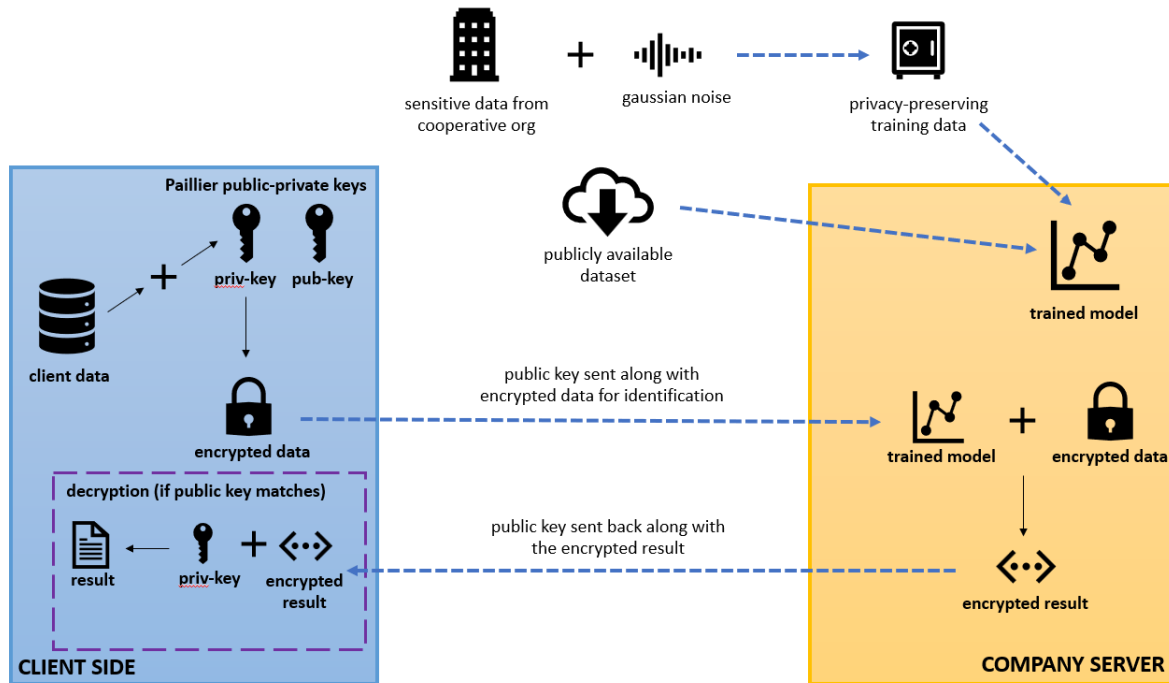 sensitive data from
cooperative org
gaussian noise
privacy-preserving
training data
Paillier public-private keys
priv-key
pub-key
client data
encrypted data
publicly available
dataset
trained model
public key sent along with
encrypted data for identification
trained model
encrypted data
decryption (if public key matches)
result
priv-key
encrypted
result
public key sent back along with
the encrypted result
encrypted result
CLIENT SIDE
COMPANY SERVER